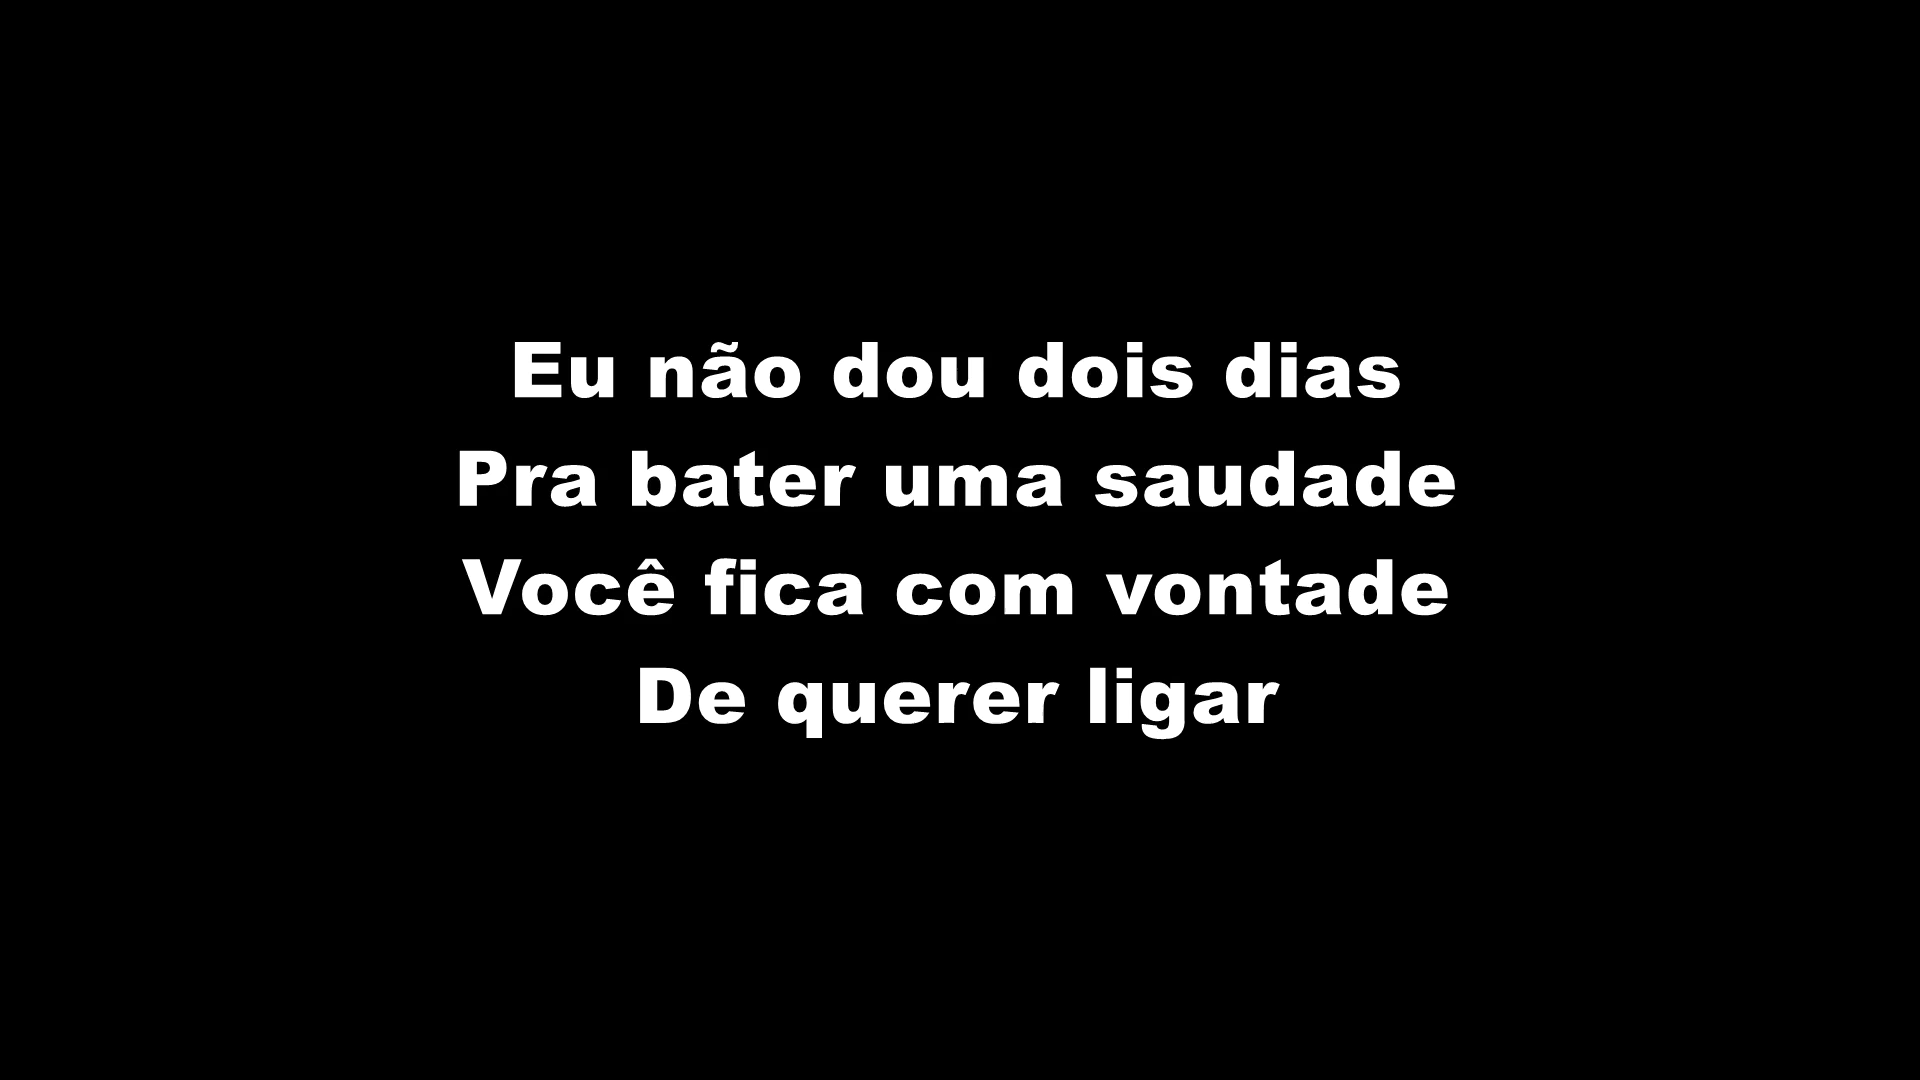 Eu não dou dois dias
Pra bater uma saudade
Você fica com vontade
De querer ligar